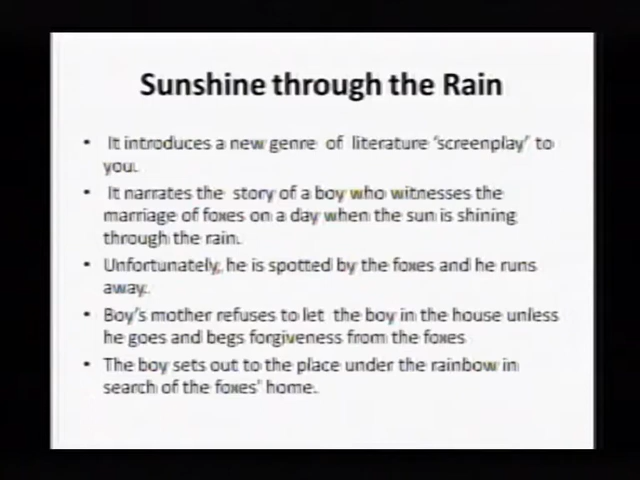 Sunshine through the Rain
• It introduces a new genre of literature 'screenplay' to
you.
• It narrates the story of a boy who witnesses the
marriage of foxes on a day when the sun is shining
through the rain.
• Unfortunately, he is spotted by the foxes and he runs
away.
• Boy's mother refuses to let the boy in the house unless
he goes and begs forgiveness from the foxes
• The boy sets out to the place under the rainbow in
search of the foxes' home.